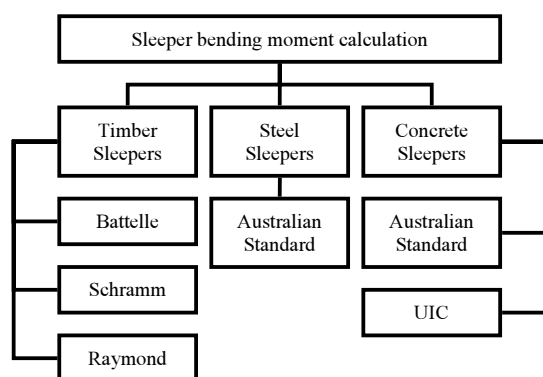 Sleeper bending moment calculation
Timber
Sleepers
Steel
Sleepers
Concrete
Sleepers
Battelle
Australian
Standard
Australian
Standard
Schramm
UIC
Raymond